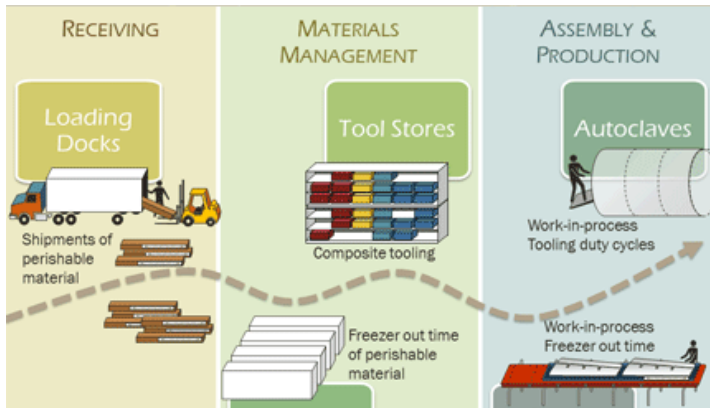 RECEIVING
Loading
Docks
Shipments of
perishable
material
MATERIALS
MANAGEMENT
Tool Stores
Composite tooling
Freezer out time
of perishable
material
ASSEMBLY &
PRODUCTION
Autoclaves
Work-in-process
Tooling duty cycles
Work-in-process
Freezer out time